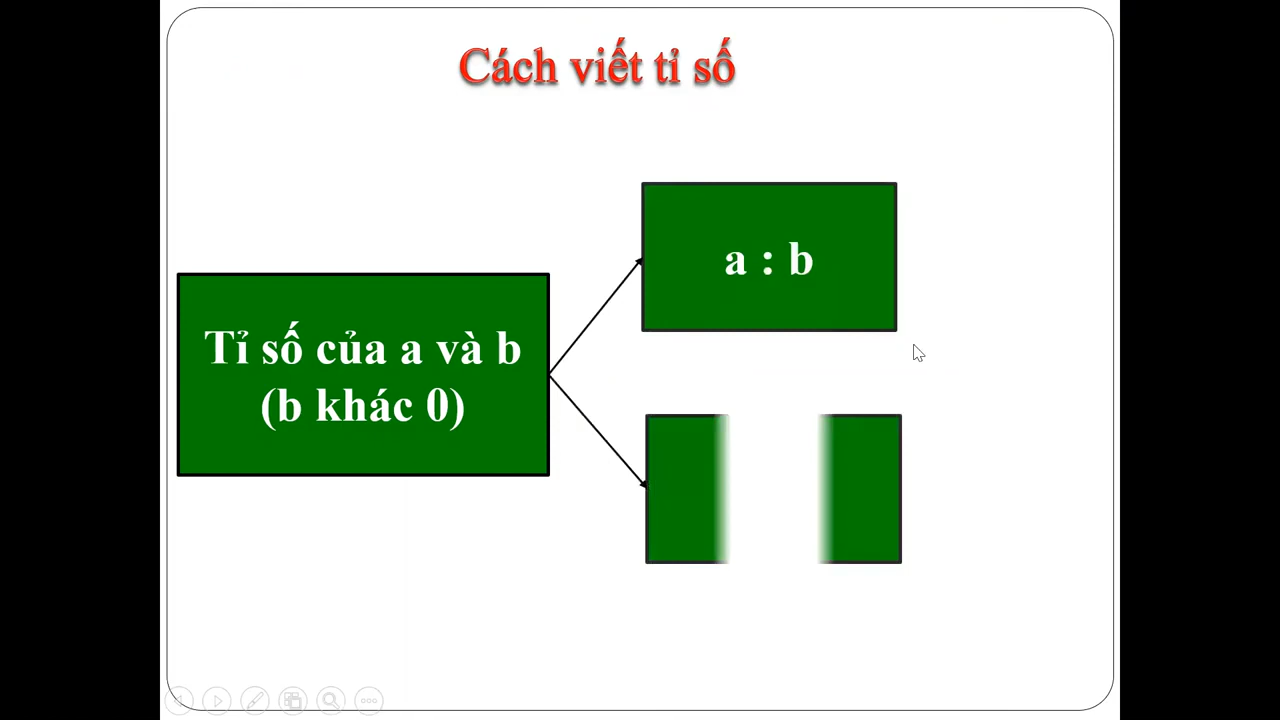 Cách viết tỉ số
a : b
Tỉ số của a và b
(b khác 0)